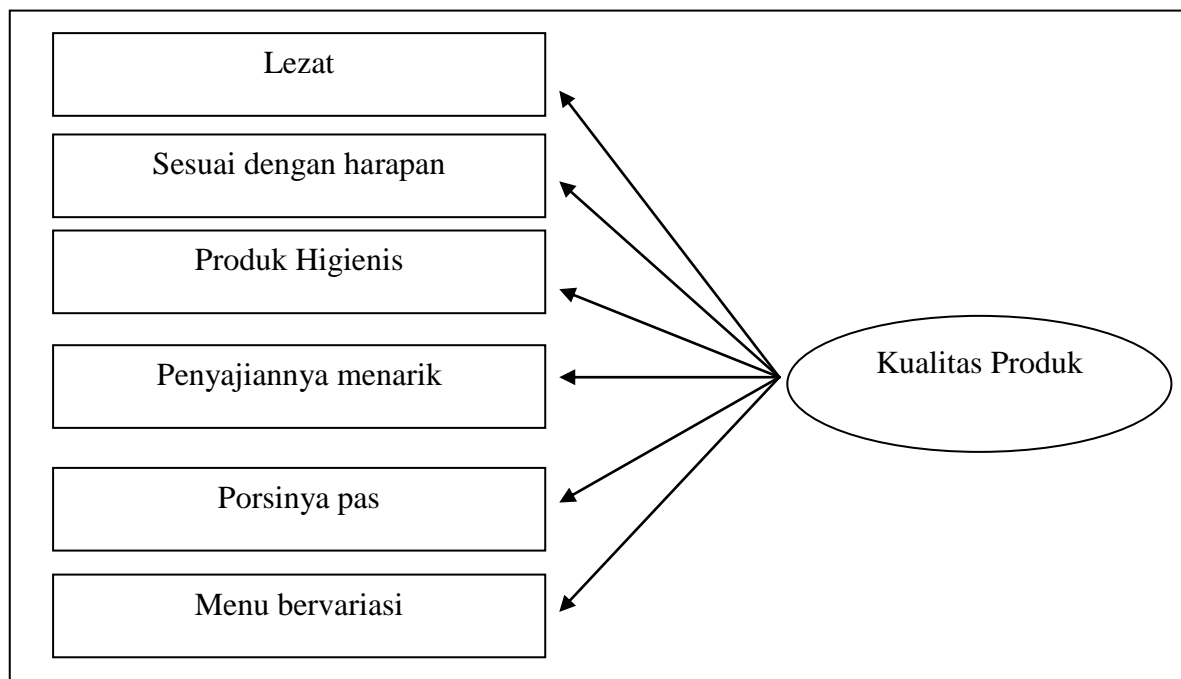 Lezat
Sesuai dengan harapan
Produk Higienis
Penyajiannya menarik
Kualitas Produk
Porsinya pas
Menu bervariasi